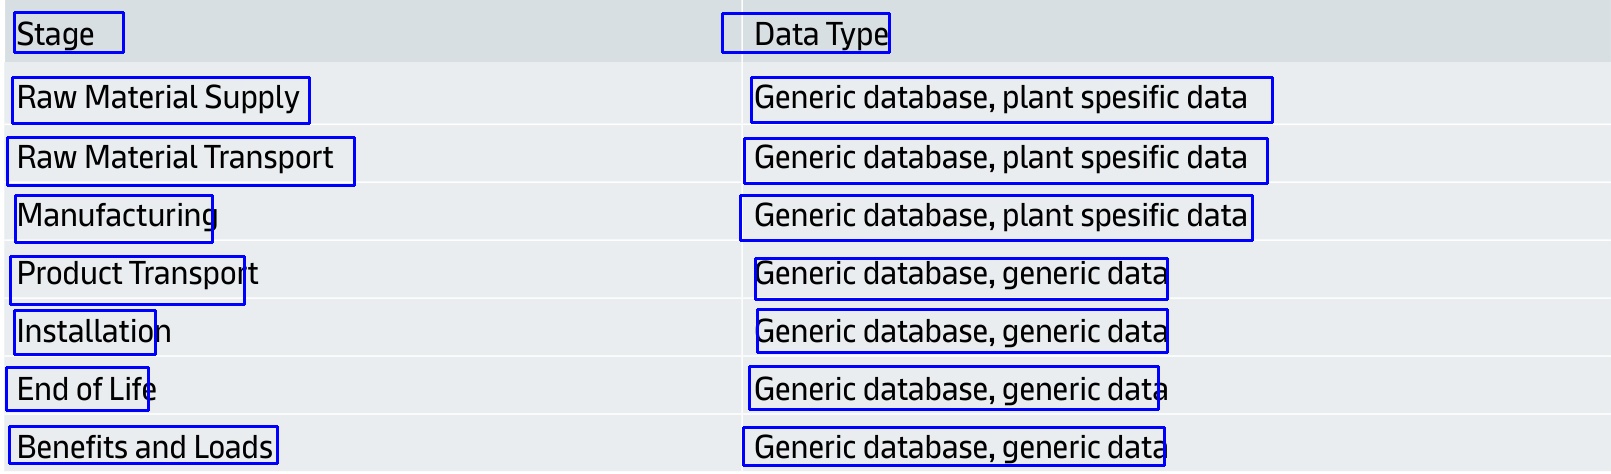 Stage Data Type
Raw Material Supply Generic database, plant spesific data
Raw Material Transport Generic database, plant spesific data
Manufacturing Generic database, plant spesific data
Product Transport Generic database, generic data
Installation Generic database, generic data
End of Life Generic database, generic data
Benefits and Loads Generic database, generic data